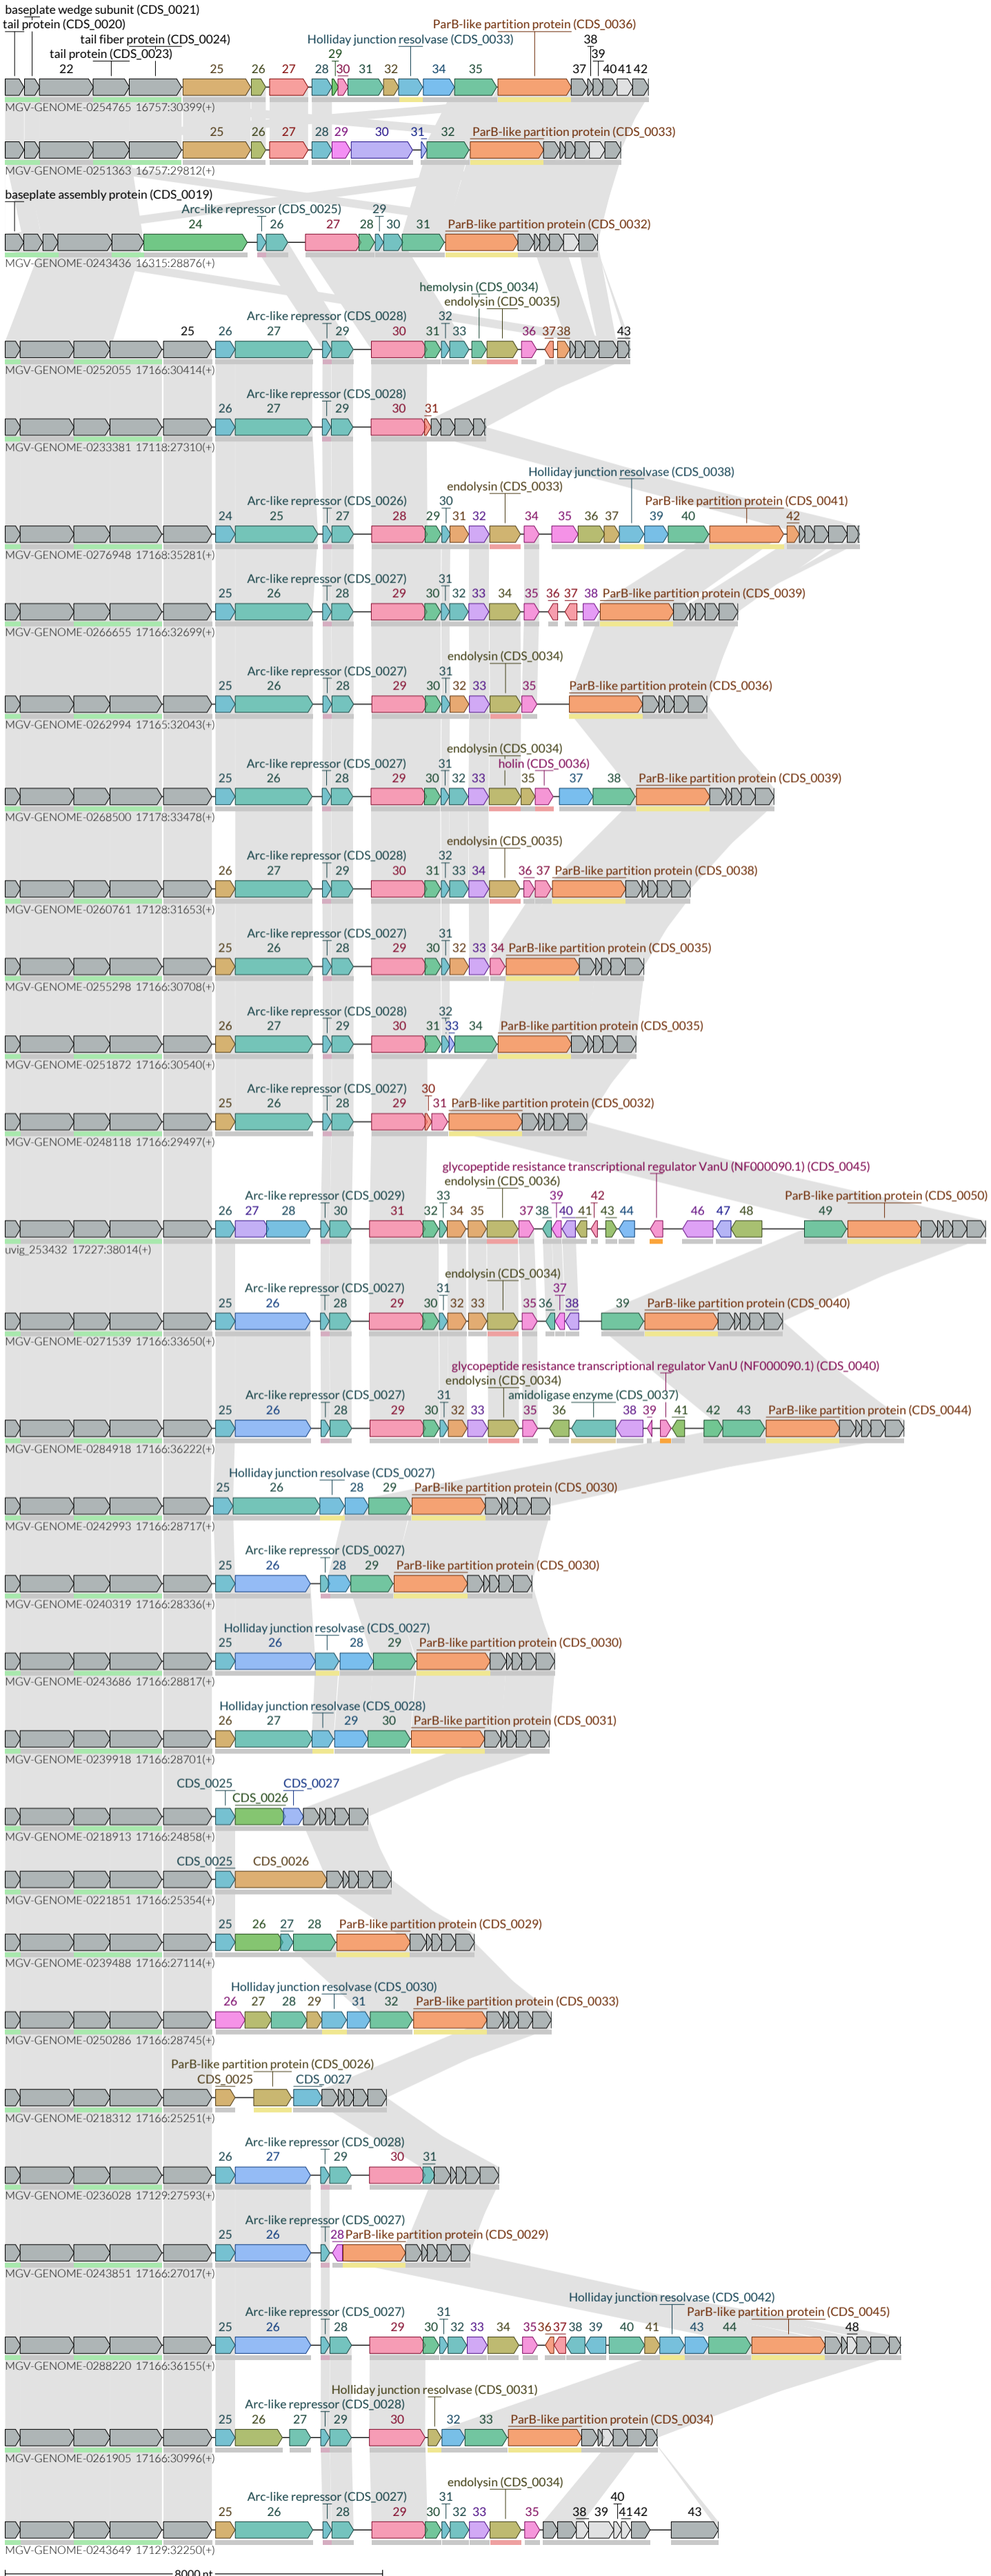 baseplate wedge subunit (CDS_0021)
tail protein (CDS_0020) ParB-like partition protein (CDS_0036)
tail fiber protein (CDS_0024) Holliday junction resolvase (CDS_0033) 38
tail protein (CDS_0023) 29 39
22 25 26 27 28 30 31 32 34 35 37 40 41 42
MGV-GENOME-0254765 16757:30399(+)
25 26 27 28 29 30 31 32 ParB-like partition protein (CDS_0033)
MGV-GENOME-0251363 16757:29812(+)
baseplate assembly protein (CDS_0019)
Arc-like repressor (CDS_0025) 29
24 26 27 28 30 31 ParB-like partition protein (CDS_0032)
MGV-GENOME-0243436 16315:28876(+)
hemolysin (CDS_0034)
endolysin (CDS_0035)
Arc-like repressor (CDS_0028) 32
25 26 27 29 30 31 33 36 37 38 43
MGV-GENOME-0252055 17166:30414(+)
Arc-like repressor (CDS_0028)
26 27 29 30 31
MGV-GENOME-0233381 17118:27310(+)
Holliday junction resolvase (CDS_0038)
endolysin (CDS_0033)
Arc-like repressor (CDS_0026) 30 ParB-like partition protein (CDS_0041)
24 25 27 28 29 31 32 34 35 36 37 39 40 42
MGV-GENOME-0276948 17168:35281(+)
Arc-like repressor (CDS_0027) 31
25 26 28 29 30 32 33 34 35 36 37 38 ParB-like partition protein (CDS_0039)
MGV-GENOME-0266655 17166:32699(+)
endolysin (CDS_0034)
Arc-like repressor (CDS_0027) 31
25 26 28 29 30 32 33 35 ParB-like partition protein (CDS_0036)
MGV-GENOME-0262994 17165:32043(+)
endolysin (CDS_0034)
Arc-like repressor (CDS_0027) 31 holin (CDS_0036)
25 26 28 29 30 32 33 35 37 38 ParB-like partition protein (CDS_0039)
MGV-GENOME-0268500 17178:33478(+)
endolysin (CDS_0035)
Arc-like repressor (CDS_0028) 32
26 27 29 30 31 33 34 36 37 ParB-like partition protein (CDS_0038)
MGV-GENOME-0260761 17128:31653(+)
Arc-like repressor (CDS_0027) 31
25 26 28 29 30 32 33 34 ParB-like partition protein (CDS_0035)
MGV-GENOME-0255298 17166:30708(+)
Arc-like repressor (CDS_0028) 32
26 27 29 30 31 33 34 ParB-like partition protein (CDS_0035)
MGV-GENOME-0251872 17166:30540(+)
Arc-like repressor (CDS_0027) 30
25 26 28 29 31 ParB-like partition protein (CDS_0032)
MGV-GENOME-0248118 17166:29497(+)
glycopeptide resistance transcriptional regulator VanU (NF000090.1) (CDS_0045)
endolysin (CDS_0036)
Arc-like repressor (CDS_0029) 33 39 42 ParB-like partition protein (CDS_0050)
26 27 28 30 31 32 34 35 37 38 40 41 43 44 46 47 48 49
uvig_253432 17227:38014(+)
endolysin (CDS_0034)
Arc-like repressor (CDS_0027) 31 37
25 26 28 29 30 32 33 35 36 38 39 ParB-like partition protein (CDS_0040)
MGV-GENOME-0271539 17166:33650(+)
glycopeptide resistance transcriptional regulator VanU (NF000090.1) (CDS_0040)
endolysin (CDS_0034)
Arc-like repressor (CDS_0027) 31 amidoligase enzyme (CDS_0037)
25 26 28 29 30 32 33 35 36 38 39 41 42 43 ParB-like partition protein (CDS_0044)
MGV-GENOME-0284918 17166:36222(+)
Holliday junction resolvase (CDS_0027)
25 26 28 29 ParB-like partition protein (CDS_0030)
MGV-GENOME-0242993 17166:28717(+)
Arc-like repressor (CDS_0027)
25 26 28 29 ParB-like partition protein (CDS_0030)
MGV-GENOME-0240319 17166:28336(+)
Holliday junction resolvase (CDS_0027)
25 26 28 29 ParB-like partition protein (CDS_0030)
MGV-GENOME-0243686 17166:28817(+)
Holliday junction resolvase (CDS_0028)
26 27 29 30 ParB-like partition protein (CDS_0031)
MGV-GENOME-0239918 17166:28701(+)
CDS_0025 CDS_0027
CDS_0026
MGV-GENOME-0218913 17166:24858(+)
CDS_0025 CDS_0026
MGV-GENOME-0221851 17166:25354(+)
25 26 27 28 ParB-like partition protein (CDS_0029)
MGV-GENOME-0239488 17166:27114(+)
Holliday junction resolvase (CDS_0030)
26 27 28 29 31 32 ParB-like partition protein (CDS_0033)
MGV-GENOME-0250286 17166:28745(+)
ParB-like partition protein (CDS_0026)
CDS_0025 CDS_0027
MGV-GENOME-0218312 17166:25251(+)
Arc-like repressor (CDS_0028)
26 27 29 30 31
MGV-GENOME-0236028 17129:27593(+)
Arc-like repressor (CDS_0027)
25 26 28 ParB-like partition protein (CDS_0029)
MGV-GENOME-0243851 17166:27017(+)
Holliday junction resolvase (CDS_0042)
Arc-like repressor (CDS_0027) 31 ParB-like partition protein (CDS_0045)
25 26 28 29 30 32 33 34 35 36 37 38 39 40 41 43 44 48
MGV-GENOME-0288220 17166:36155(+)
Holliday junction resolvase (CDS_0031)
Arc-like repressor (CDS_0028)
25 26 27 29 30 32 33 ParB-like partition protein (CDS_0034)
MGV-GENOME-0261905 17166:30996(+)
endolysin (CDS_0034)
Arc-like repressor (CDS_0027) 31 40
25 26 28 29 30 32 33 35 38 39 41 42 43
MGV-GENOME-0243649 17129:32250(+)
8000 nt